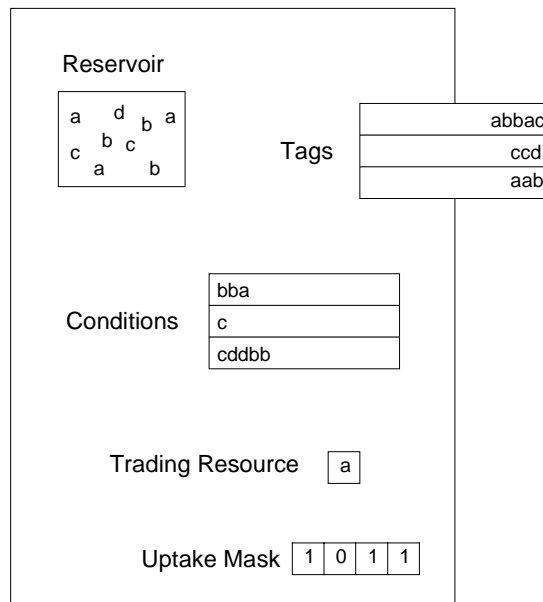 Reservoir
a d b a
c b c
a b
Tags
abbac
ccd
aab
Conditions
bba
c
cddbb
Trading Resource a
Uptake Mask 1 0 1 1